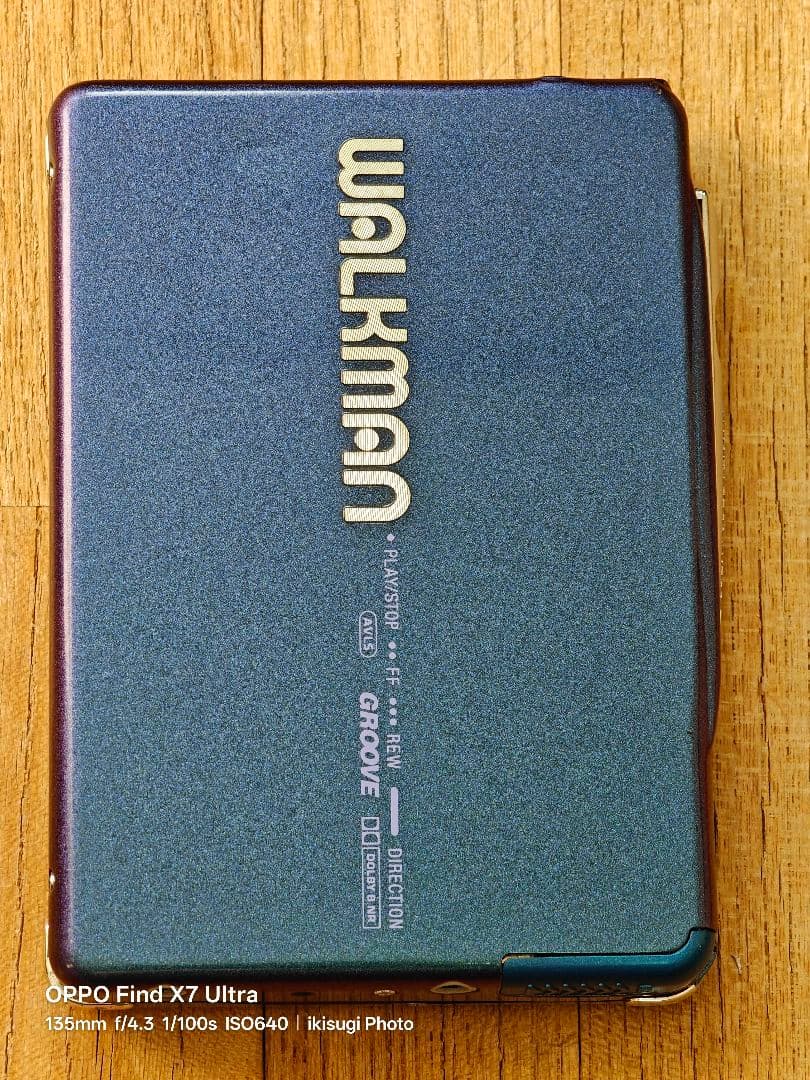 WALKMAN
• PLAY/STOP •• FF ••• REW ▬ DIRECTION
AVLS GROOVE DOLBY B NR
OPPO Find X7 Ultra
135mm f/4.3 1/100s ISO640 | ikisugi Photo